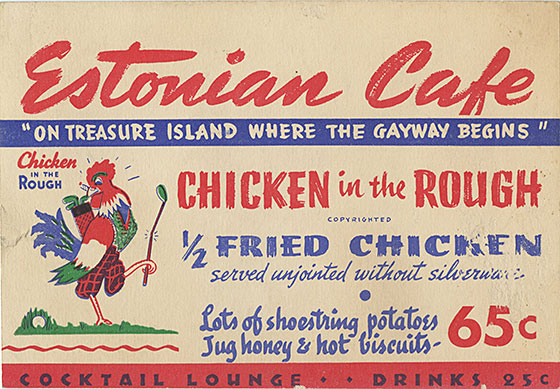 Estonian Cafe
"ON TREASURE ISLAND WHERE THE GAYWAY BEGINS"
Chicken
IN THE
ROUGH
CHICKEN in the ROUGH
COPYRIGHTED
1/2 FRIED CHICKEN
served unjointed without silverware
Lots of shoestring potatoes
Jug honey & hot biscuits-
65c
COCKTAIL LOUNGE · · DRINKS 25c